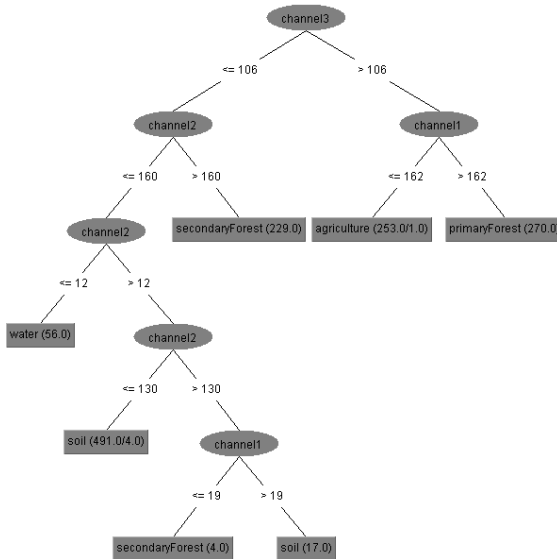 channel3
<= 106 > 106
channel2 channel1
<= 160 > 160 <= 162 > 162
channel2 secondaryForest (229.0) agriculture (253.0/1.0) primaryForest (270.0)
<= 12 > 12
water (56.0) channel2
<= 130 > 130
soil (491.0/4.0) channel1
<= 19 > 19
secondaryForest (4.0) soil (17.0)